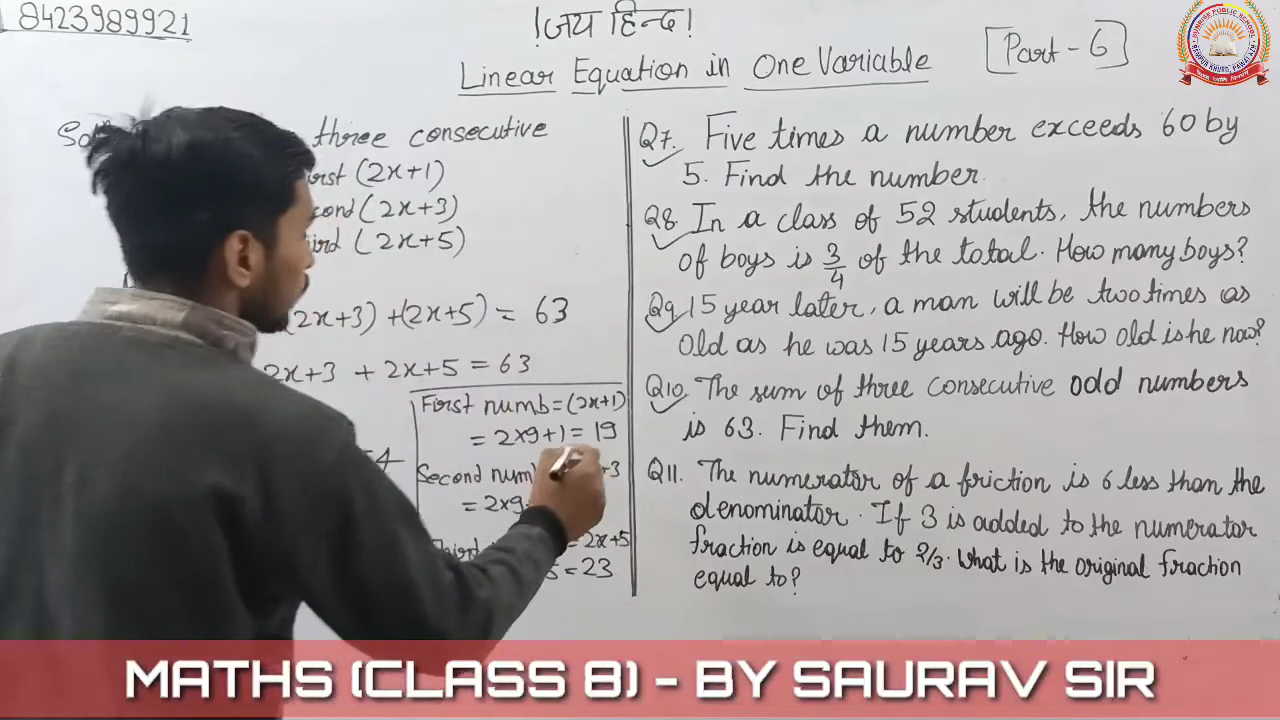 8423989921
!जय हिन्द!
Linear Equation in One Variable
[Part-6]
three consecutive
(2x+1)
(2x+3)
(2x+5)
(2x+3) + (2x+5) = 63
2x+3 + 2x+5 = 63
First numb = (2x+1)
= 2×9+1 = 19
Second num
= 2×9
= 2x+5
= 23
Q7. Five times a number exceeds 60 by
5. Find the number.
Q8 In a class of 52 students, the numbers
of boys is 3/4 of the total. How many boys?
Q9 15 year later, a man will be two times as
old as he was 15 years ago. How old is he now?
Q10. The sum of three consecutive odd numbers
is 63. Find them.
Q11. The numerator of a friction is 6 less than the
denominator. If 3 is added to the numerator
fraction is equal to 2/3. What is the original fraction
equal to?
MATHS (CLASS 8) - BY SAURAV SIR